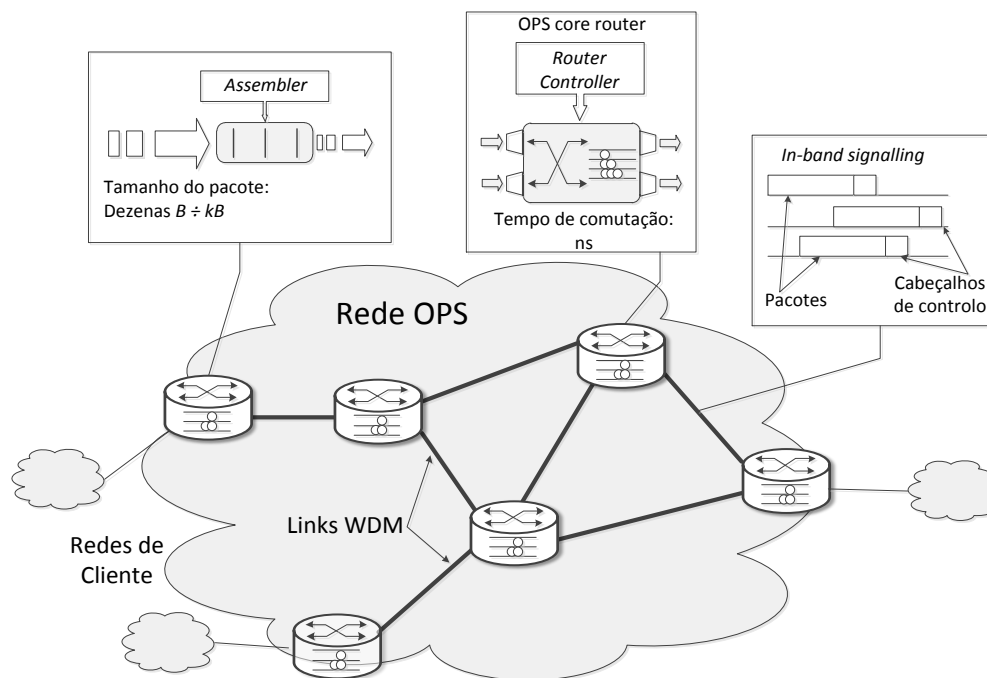 OPS core router
Assembler
Router
Controller
Tamanho do pacote:
Dezenas B ÷ kB
Tempo de comutação:
ns
In-band signalling
Pacotes
Cabeçalhos
de controlo
Rede OPS
Links WDM
Redes de
Cliente